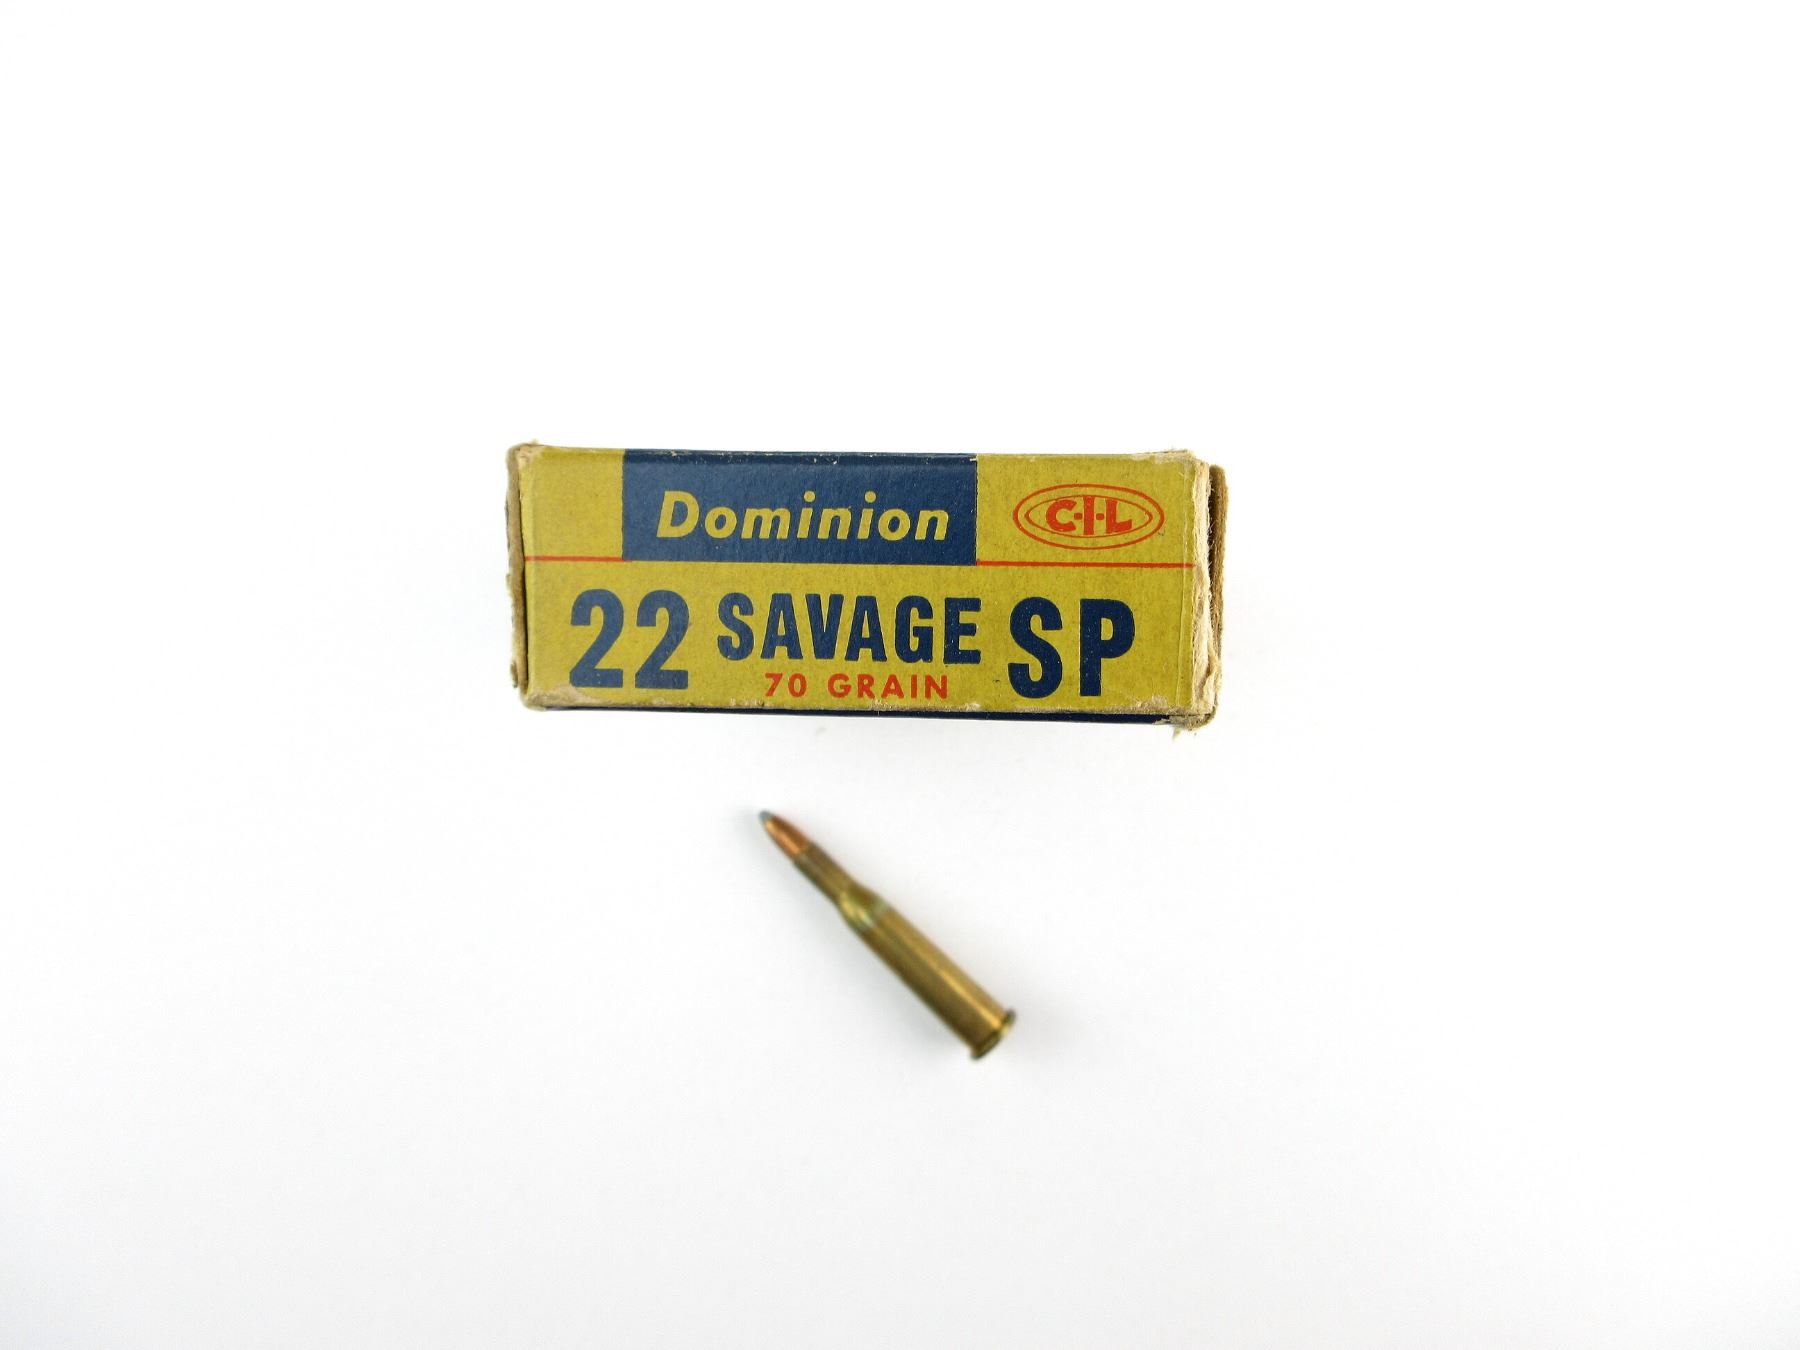 Dominion
C·I·L
22 SAVAGE SP
70 GRAIN